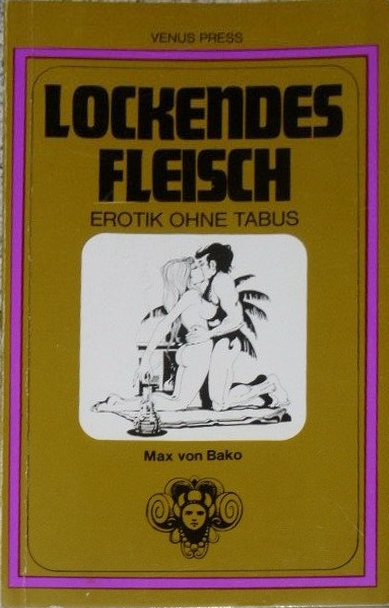 VENUS PRESS
LOCKENDES
FLEISCH
EROTIK OHNE TABUS
Max von Bako